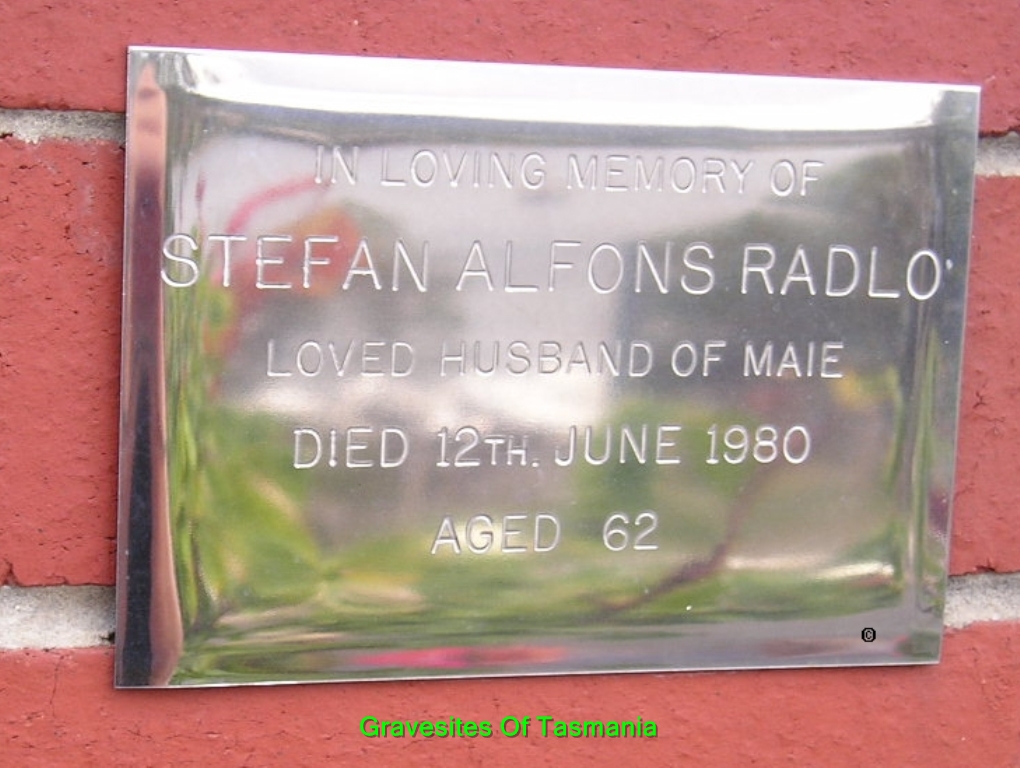 IN LOVING MEMORY OF
STEFAN ALFONS RADLO
LOVED HUSBAND OF MAIE
DIED 12TH. JUNE 1980
AGED 62
©
Gravesites Of Tasmania